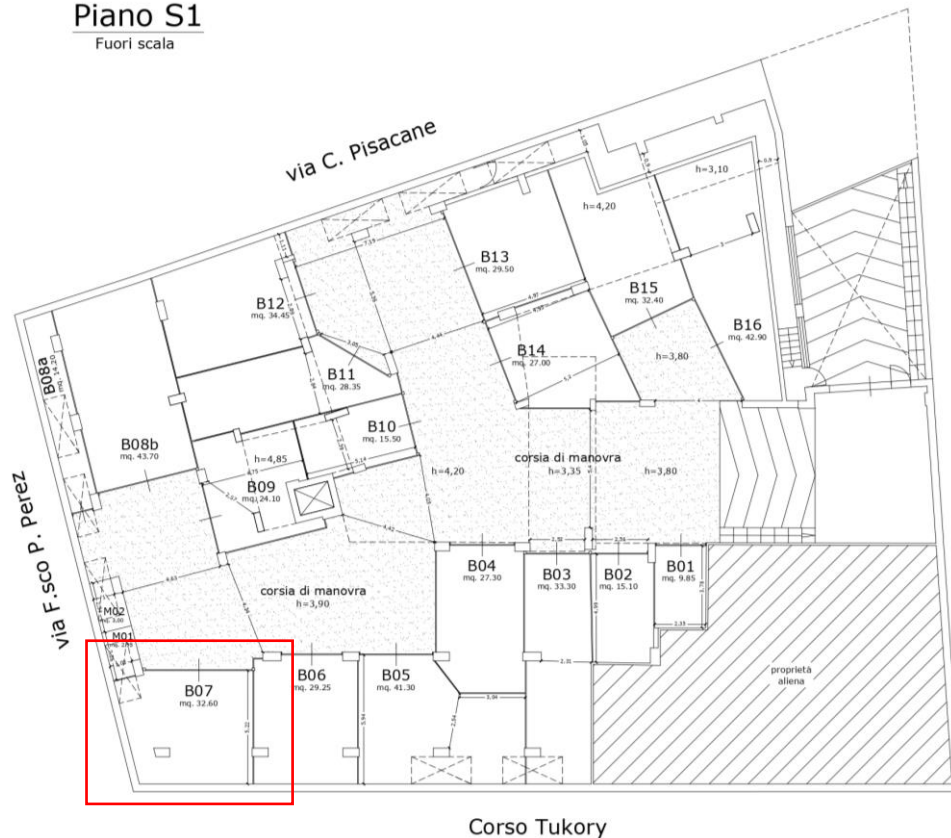 Piano S1
Fuori scala
via C. Pisacane
h=3,10
h=4,20
B13
mq. 29.50
B12
mq. 34.45
B15
mq. 32.40
B16
mq. 42.90
B14
mq. 27.00
h=3,80
B11
mq. 28.35
B08a
mq. 14.20
B10
mq. 15.50
B08b
mq. 43.70
h=4,85
B09
mq. 24.10
h=4,20
corsia di manovra
h=3,35
h=3,80
via F.sco P. Perez
B04
mq. 27.30
B03
mq. 33.30
B02
mq. 15.10
B01
mq. 9.85
corsia di manovra
h=3,90
M02
M01
B07
mq. 32.60
B06
mq. 29.25
B05
mq. 41.30
proprietà
aliena
Corso Tukory